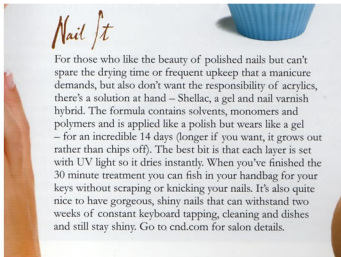 Nail It
For those who like the beauty of polished nails but can't
spare the drying time or frequent upkeep that a manicure
demands, but also don't want the responsibility of acrylics,
there's a solution at hand – Shellac, a gel and nail varnish
hybrid. The formula contains solvents, monomers and
polymers and is applied like a polish but wears like a gel
– for an incredible 14 days (longer if you want, it grows out
rather than chips off). The best bit is that each layer is set
with UV light so it dries instantly. When you've finished the
30 minute treatment you can fish in your handbag for your
keys without scraping or knicking your nails. It's also quite
nice to have gorgeous, shiny nails that can withstand two
weeks of constant keyboard tapping, cleaning and dishes
and still stay shiny. Go to cnd.com for salon details.